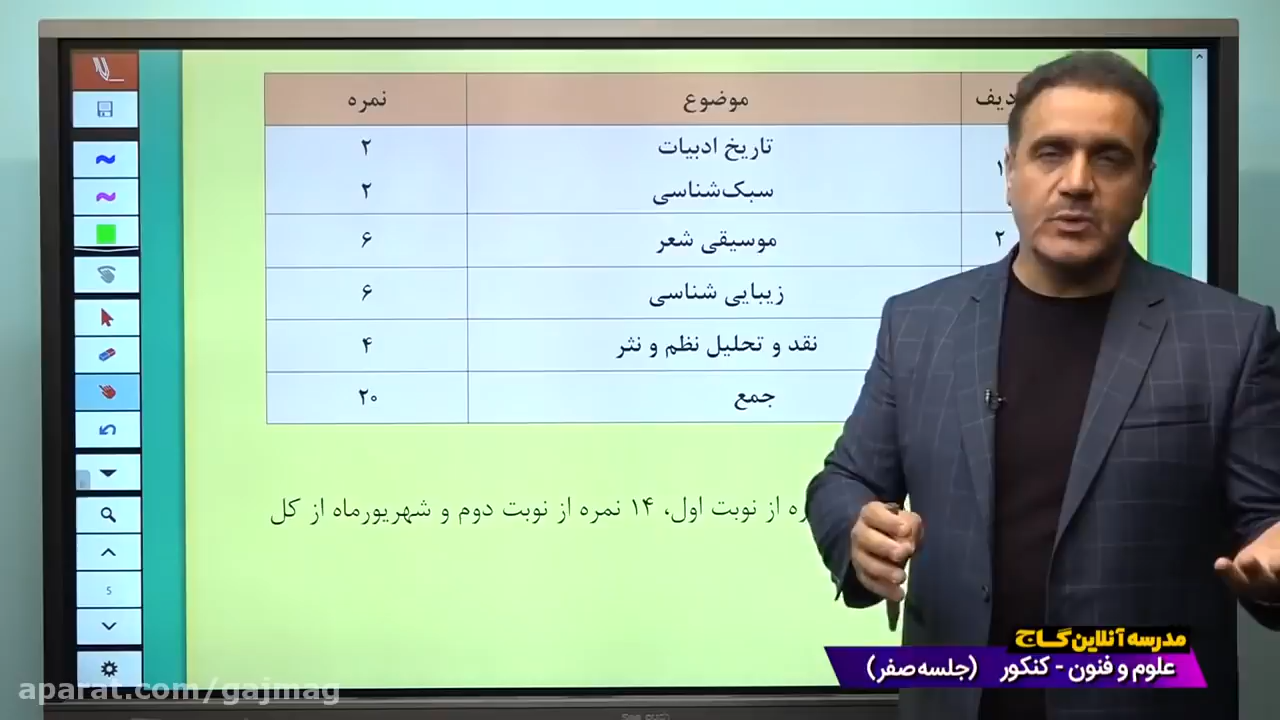 دیف موضوع نمره
۱ تاریخ ادبیات ۲
سبک‌شناسی ۲
۲ موسیقی شعر ۶
زیبایی شناسی ۶
نقد و تحلیل نظم و نثر ۴
جمع ۲۰
ره از نوبت اول، ۱۴ نمره از نوبت دوم و شهریورماه از کل
5
مدرسه آنلاین گاج
علوم و فنون - کنکور (جلسه صفر)
aparat.com/gajmag